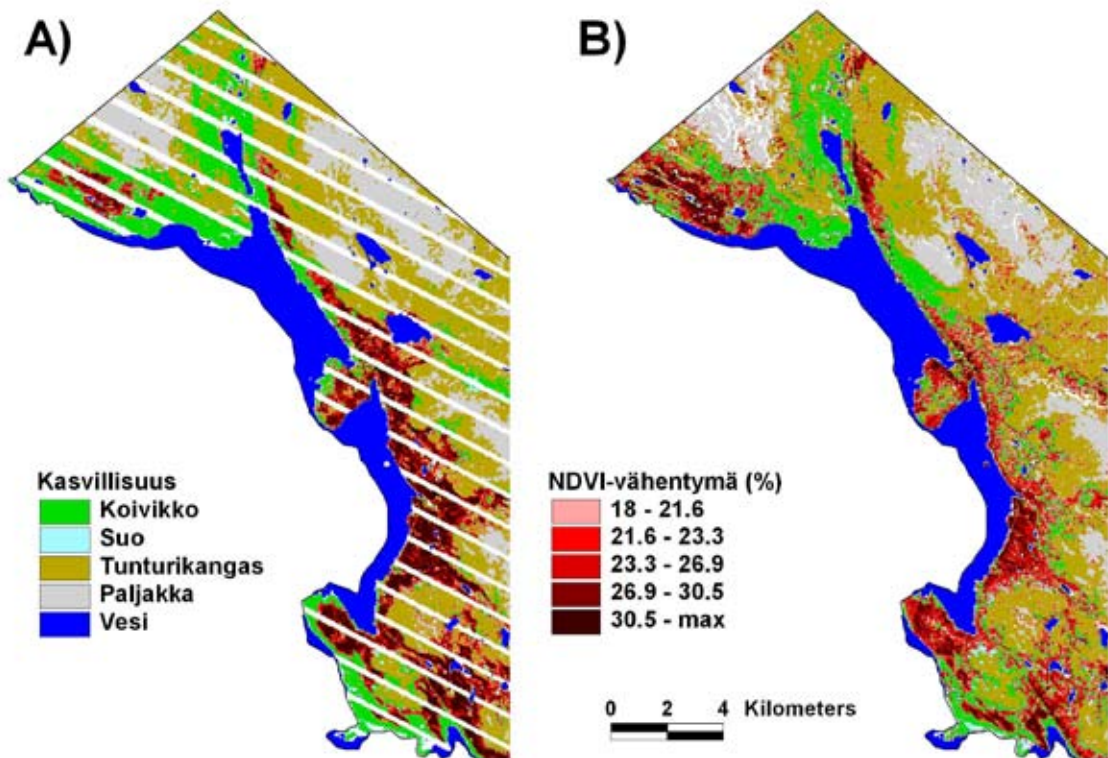 A)
B)
Kasvillisuus
Koivikko
Suo
Tunturikangas
Paljakka
Vesi
NDVI-vähentymä (%)
18 - 21.6
21.6 - 23.3
23.3 - 26.9
26.9 - 30.5
30.5 - max
0 2 4 Kilometers